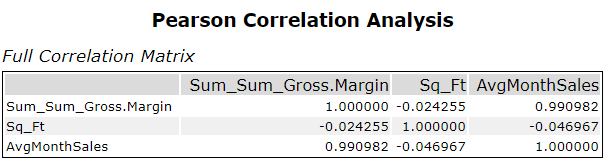 Pearson Correlation Analysis
Full Correlation Matrix
Sum_Sum_Gross.Margin Sq_Ft AvgMonthSales
Sum_Sum_Gross.Margin 1.000000 -0.024255 0.990982
Sq_Ft -0.024255 1.000000 -0.046967
AvgMonthSales 0.990982 -0.046967 1.000000